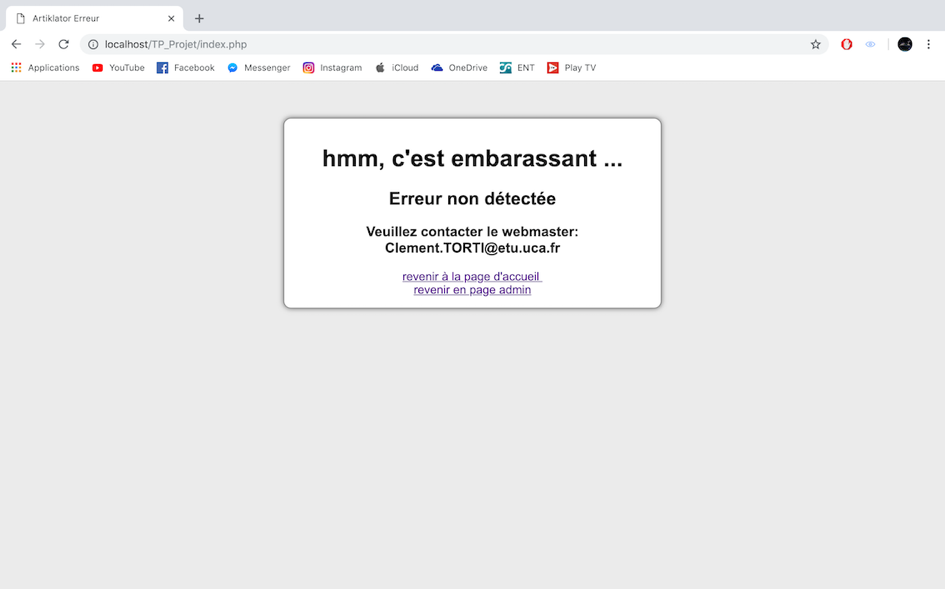 Artiklator Erreur
localhost/TP_Projet/index.php
Applications YouTube Facebook Messenger Instagram iCloud OneDrive ENT Play TV
hmm, c'est embarassant ...
Erreur non détectée
Veuillez contacter le webmaster:
Clement.TORTI@etu.uca.fr
revenir à la page d'accueil
revenir en page admin